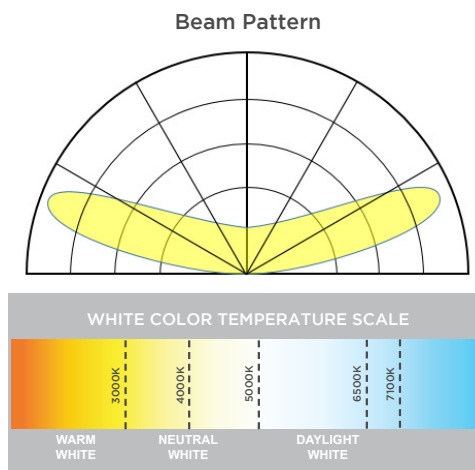 Beam Pattern
WHITE COLOR TEMPERATURE SCALE
3000K
4000K
5000K
6500K
7100K
WARM
WHITE
NEUTRAL
WHITE
DAYLIGHT
WHITE